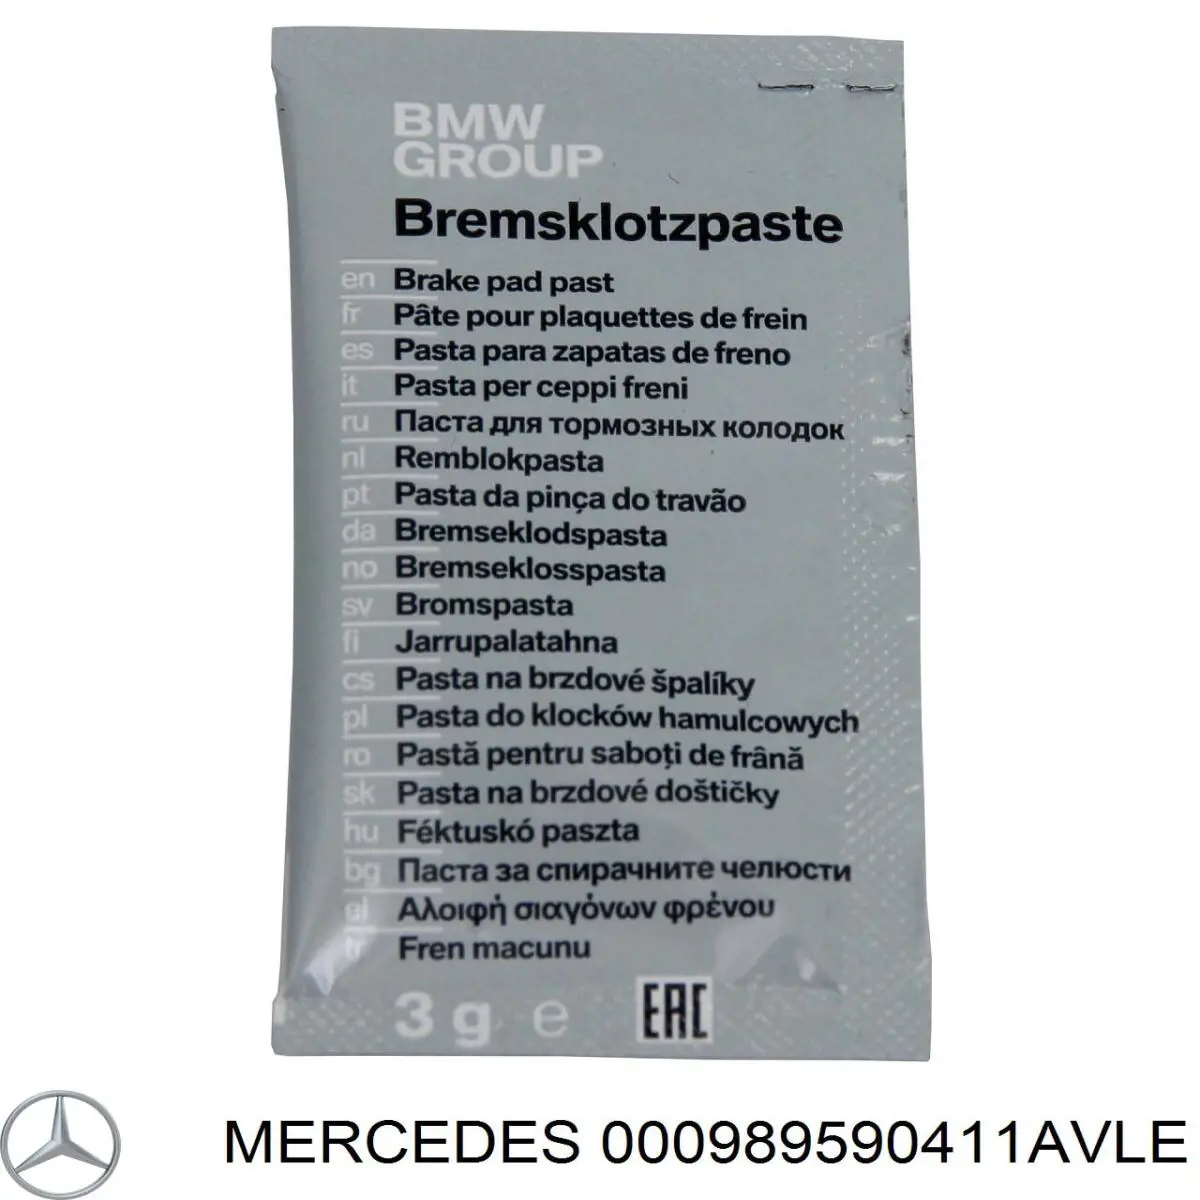 BMW
GROUP
Bremsklotzpaste
en Brake pad past
fr Pâte pour plaquettes de frein
es Pasta para zapatas de freno
it Pasta per ceppi freni
ru Паста для тормозных колодок
nl Remblokpasta
pt Pasta da pinça do travão
da Bremseklodspasta
no Bremseklosspasta
sv Bromspasta
fi Jarrupalatahna
cs Pasta na brzdové špalíky
pl Pasta do klocków hamulcowych
ro Pastă pentru saboți de frână
sk Pasta na brzdové doštičky
hu Féktuskó paszta
bg Паста за спирачните челюсти
el Αλοιφή σιαγόνων φρένου
tr Fren macunu
3 g e EAC
MERCEDES 000989590411AVLE